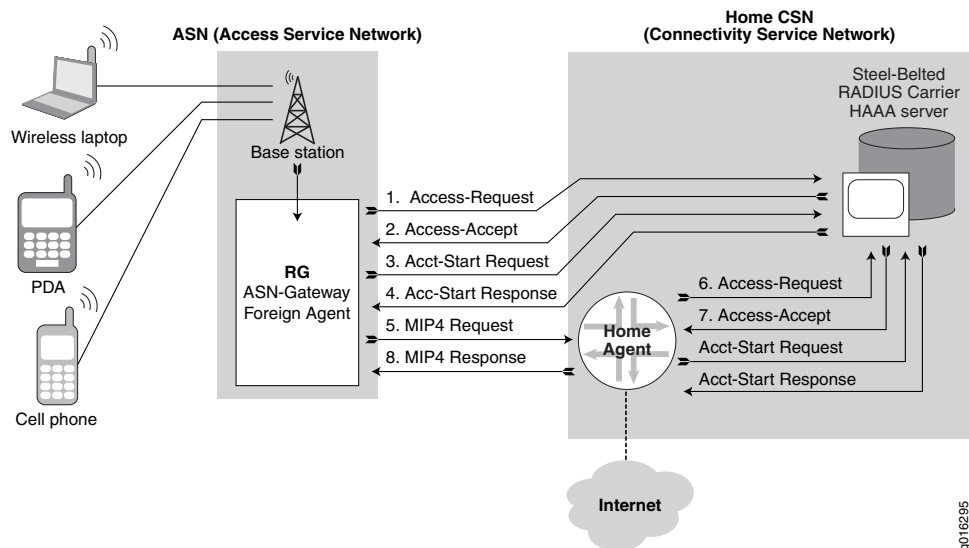 ASN (Access Service Network)
Home CSN
(Connectivity Service Network)
Steel-Belted
RADIUS Carrier
HAAA server
Wireless laptop
Base station
PDA
Cell phone
RG
ASN-Gateway
Foreign Agent
1. Access-Request
2. Access-Accept
3. Acct-Start Request
4. Acc-Start Response
5. MIP4 Request
8. MIP4 Response
Home
Agent
6. Access-Request
7. Access-Accept
Acct-Start Request
Acct-Start Response
Internet
g016295